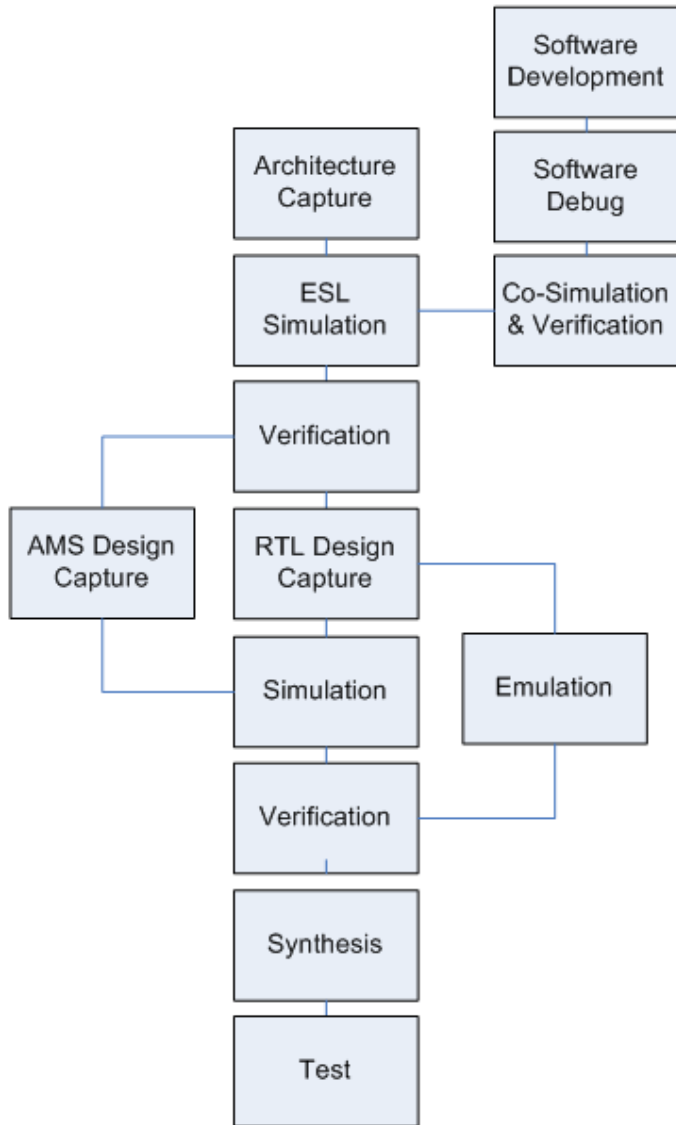 Software
Development
Architecture
Capture
Software
Debug
ESL
Simulation
Co-Simulation
& Verification
Verification
AMS Design
Capture
RTL Design
Capture
Simulation
Emulation
Verification
Synthesis
Test